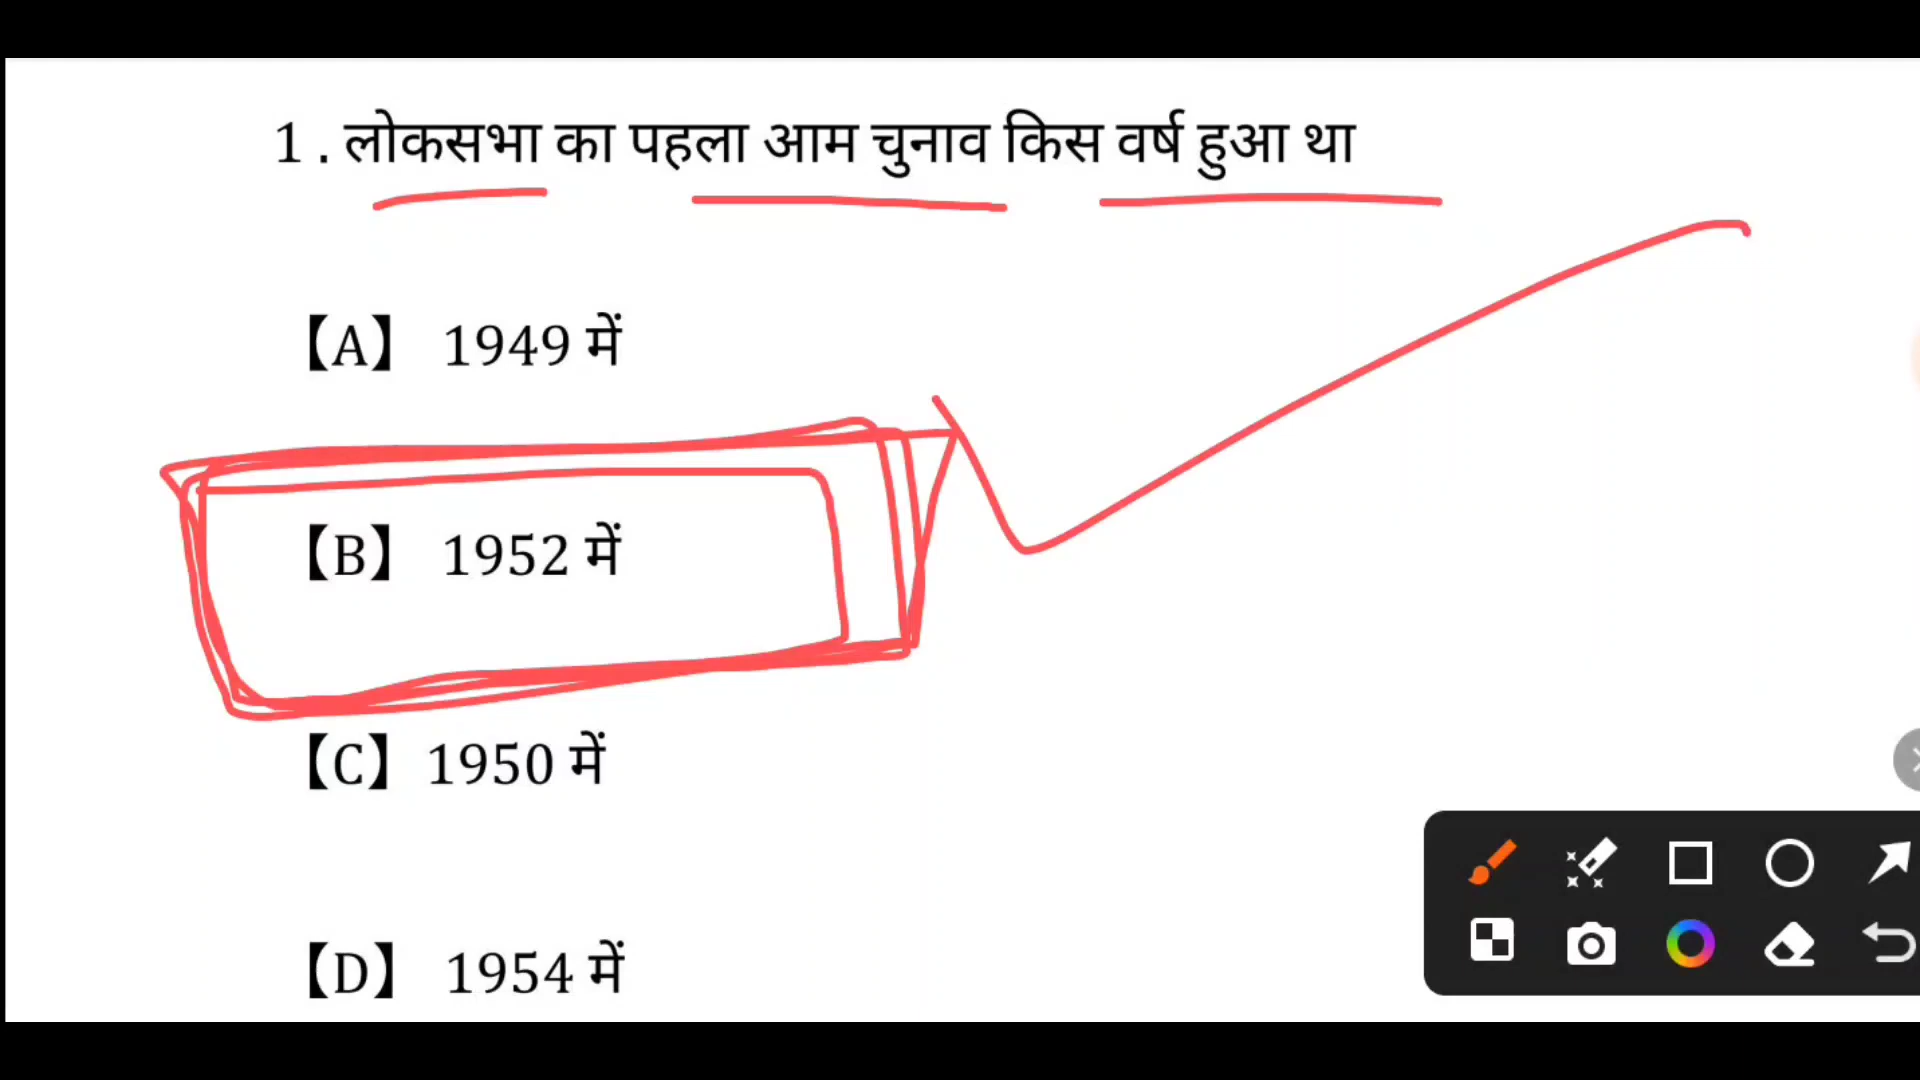 1 . लोकसभा का पहला आम चुनाव किस वर्ष हुआ था
【A】 1949 में
【B】 1952 में
【C】 1950 में
【D】 1954 में